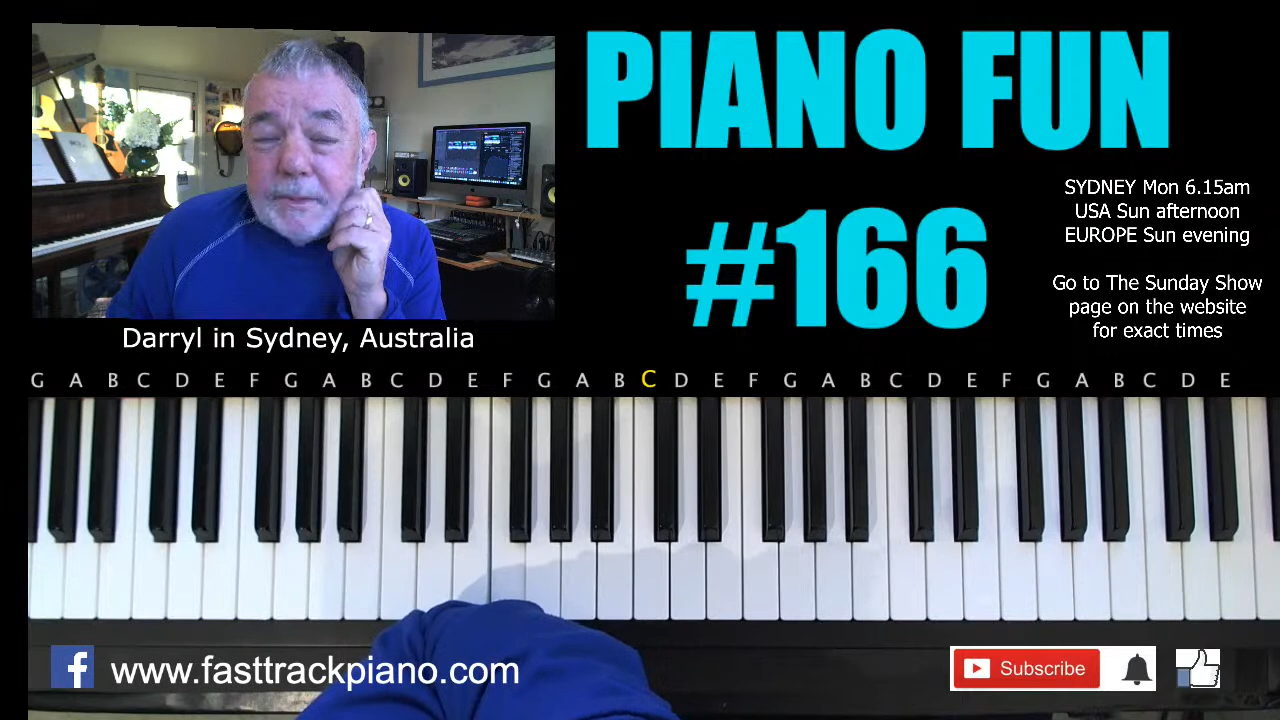 PIANO FUN
#166
SYDNEY Mon 6.15am
USA Sun afternoon
EUROPE Sun evening
Go to The Sunday Show
page on the website
for exact times
Darryl in Sydney, Australia
G A B C D E F G A B C D E F G A B C D E F G A B C D E F G A B C D E
f www.fasttrackpiano.com
Subscribe